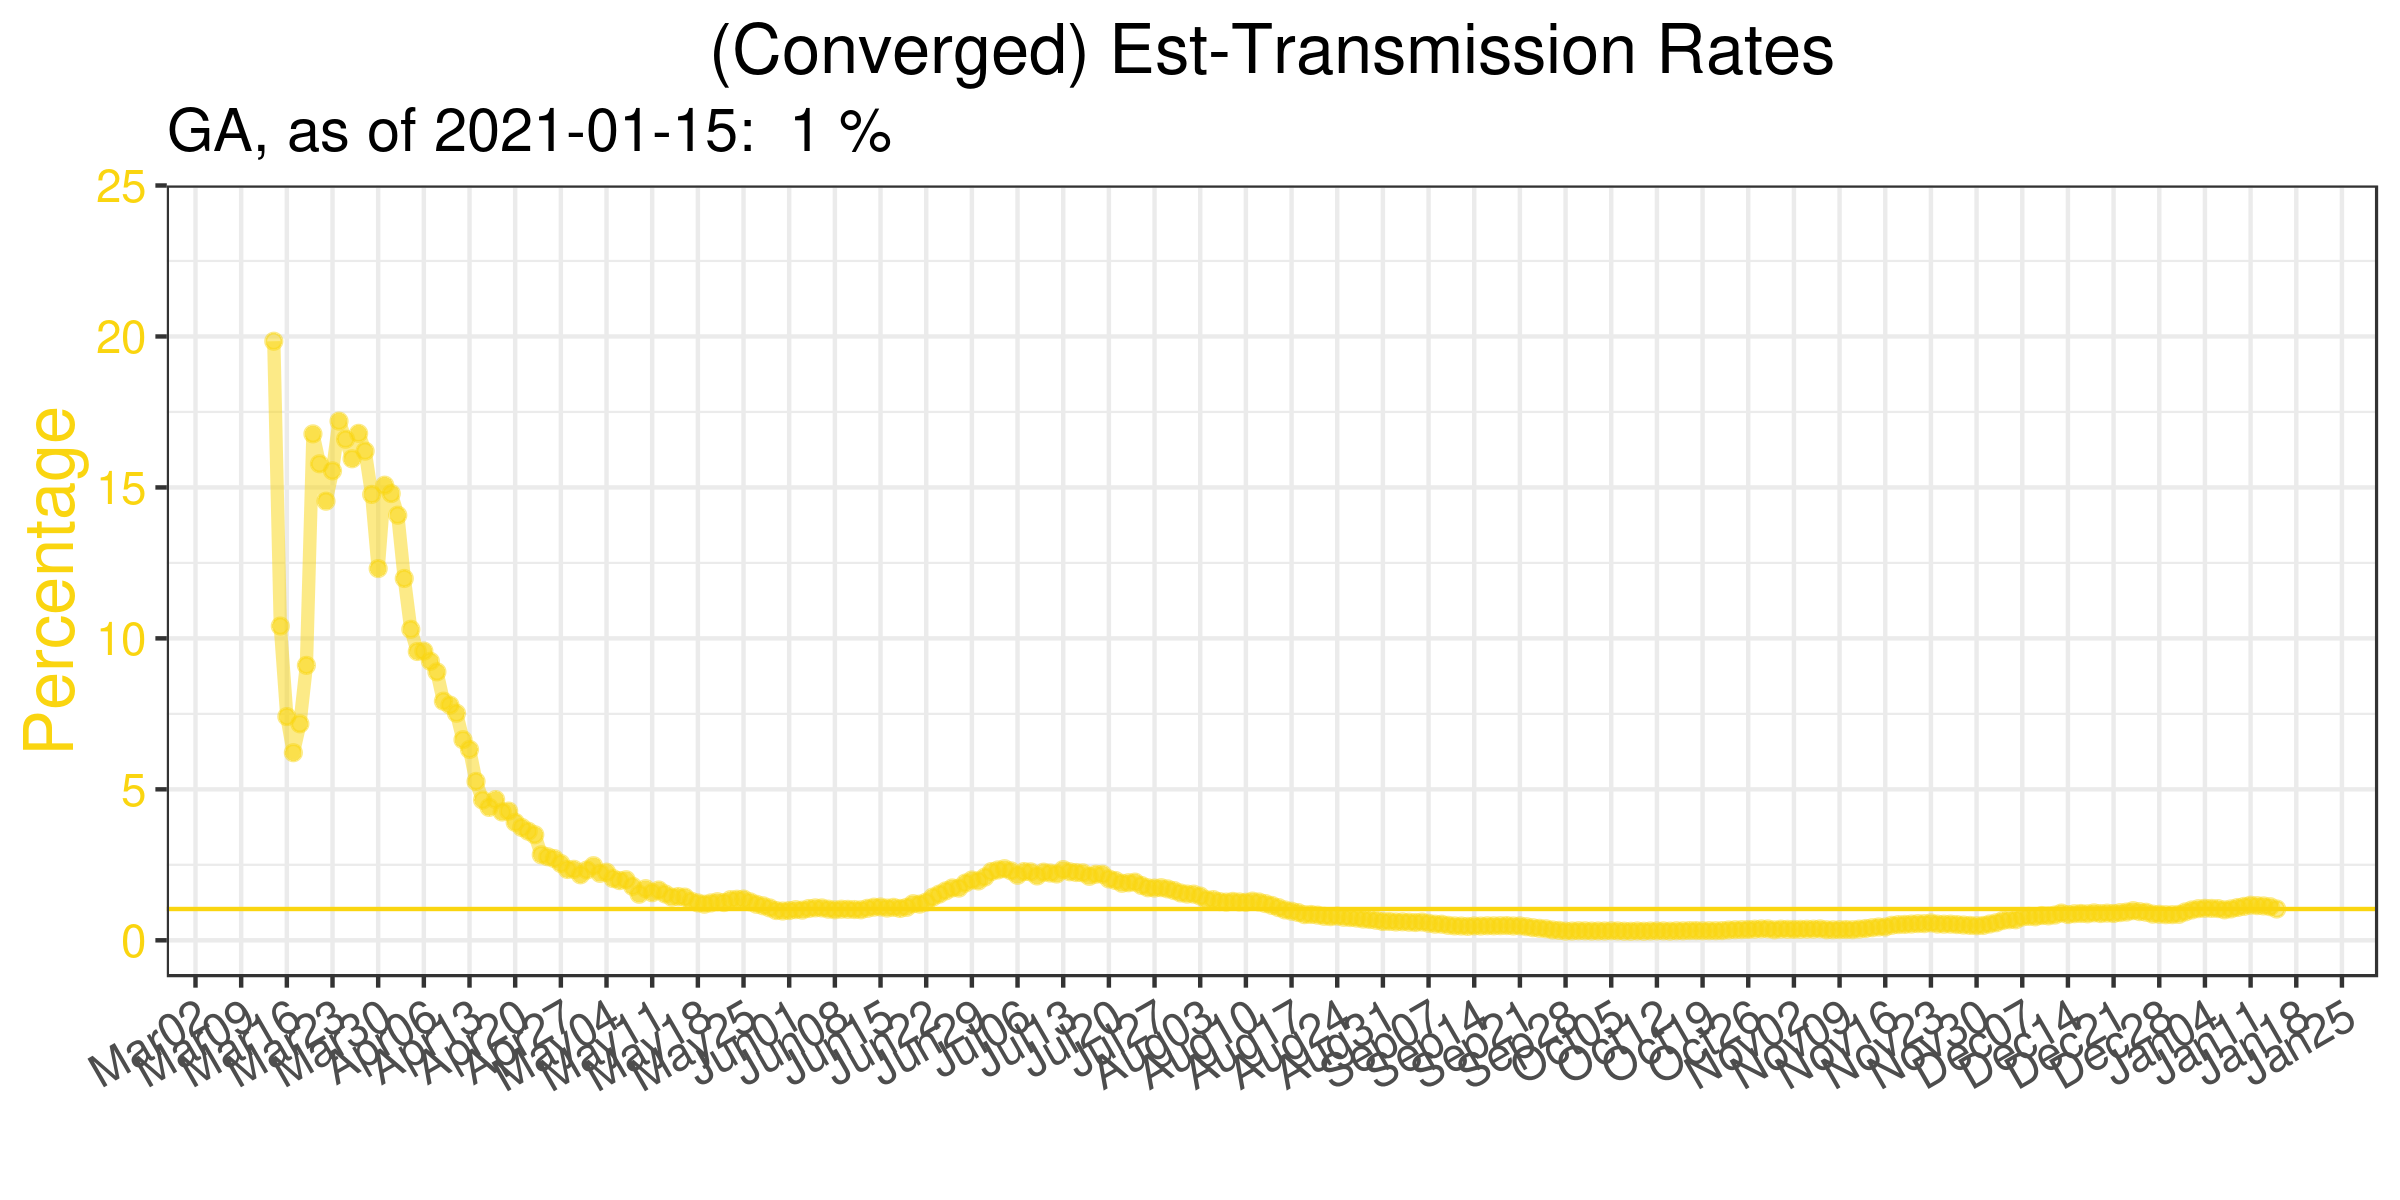 (Converged) Est-Transmission Rates
GA, as of 2021-01-15:  1 %
Percentage
25
20
15
10
5
0
Mar02
Mar09
Mar16
Mar23
Mar30
Apr06
Apr13
Apr20
Apr27
May04
May11
May18
May25
Jun01
Jun08
Jun15
Jun22
Jun29
Jul06
Jul13
Jul20
Jul27
Aug03
Aug10
Aug17
Aug24
Aug31
Sep07
Sep14
Sep21
Sep28
Oct05
Oct12
Oct19
Oct26
Nov02
Nov09
Nov16
Nov23
Nov30
Dec07
Dec14
Dec21
Dec28
Jan04
Jan11
Jan18
Jan25